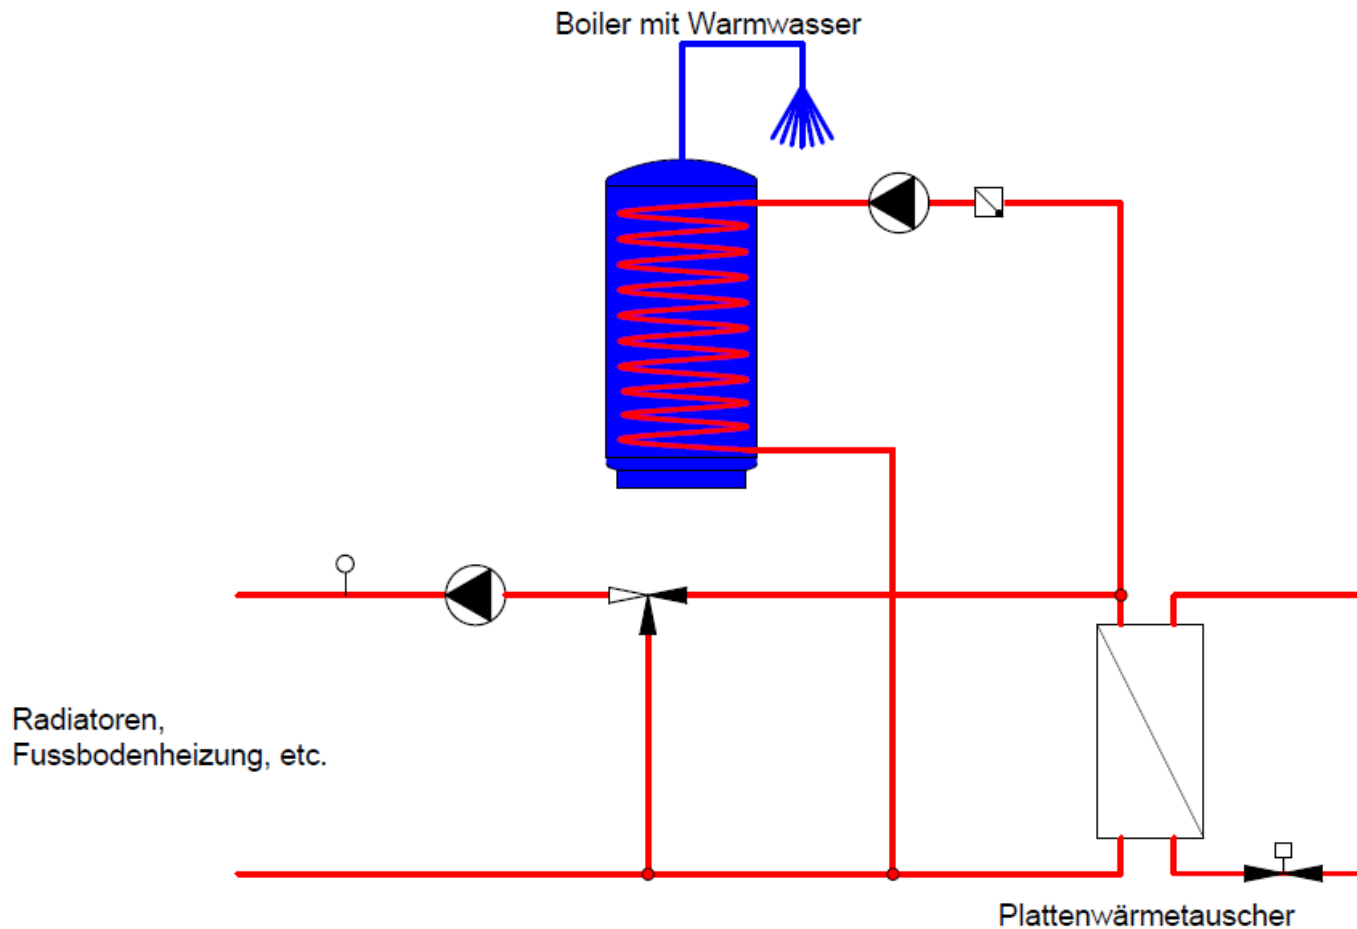 Boiler mit Warmwasser
Radiatoren,
Fussbodenheizung, etc.
Plattenwärmetauscher